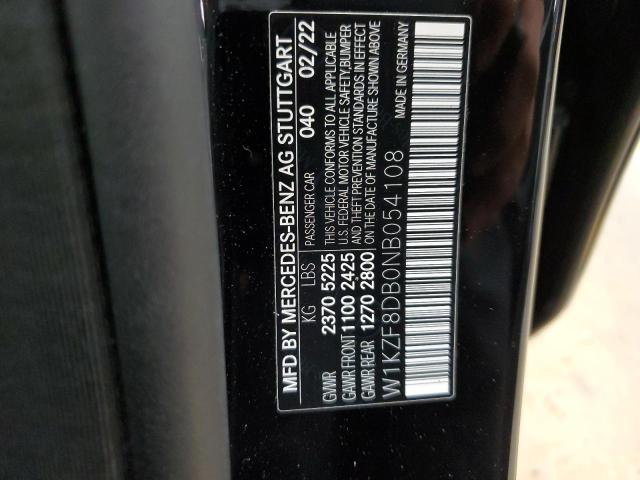 MFD BY MERCEDES-BENZ AG STUTTGART
KG LBS PASSENGER CAR 040 02/22
GVWR 2370 5225
GAWR FRONT 1100 2425
GAWR REAR 1270 2800
THIS VEHICLE CONFORMS TO ALL APPLICABLE
U.S. FEDERAL MOTOR VEHICLE SAFETY,BUMPER
AND THEFT PREVENTION STANDARDS IN EFFECT
ON THE DATE OF MANUFACTURE SHOWN ABOVE
W1KZF8DB0NB054108 MADE IN GERMANY